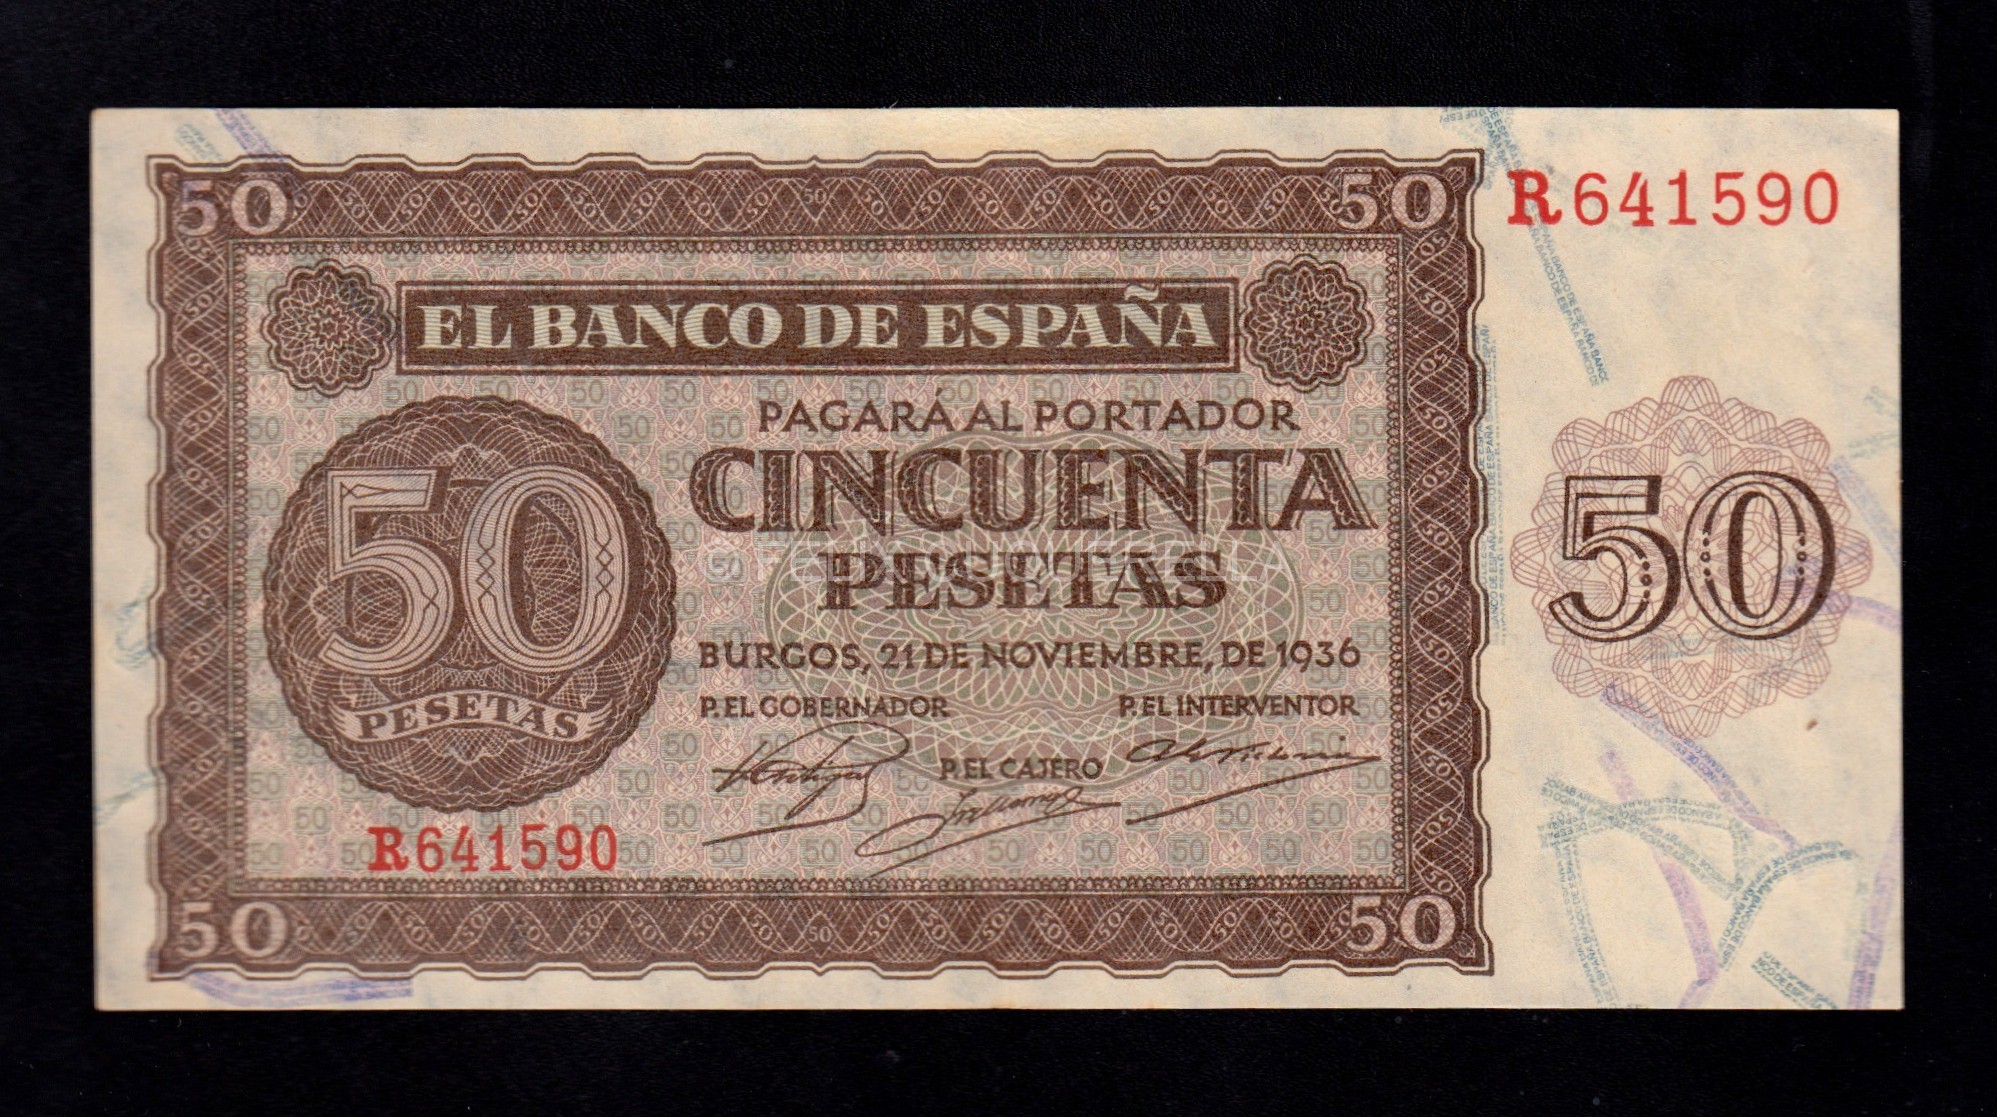 50 50
R641590
EL BANCO DE ESPAÑA
PAGARÁ AL PORTADOR
CINCUENTA
PESETAS
50
PESETAS
50
BURGOS, 21 DE NOVIEMBRE, DE 1936
P. EL GOBERNADOR P. EL INTERVENTOR
P. EL CAJERO
R641590
50 50